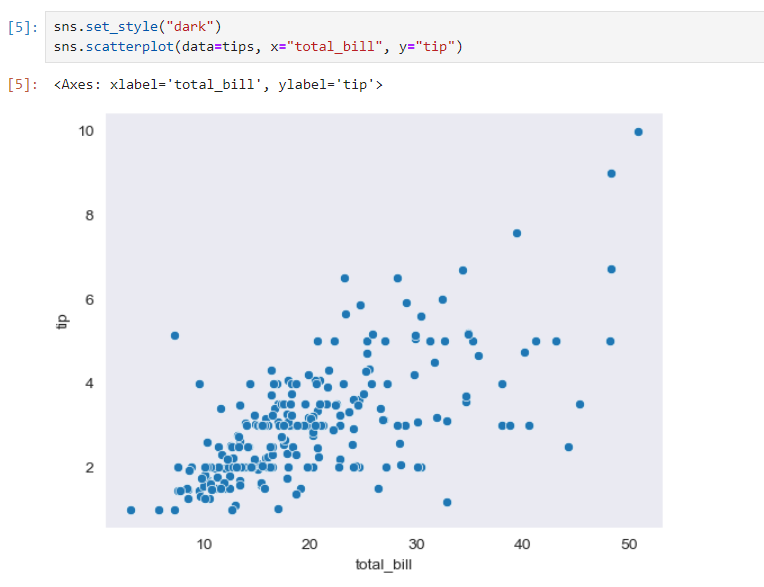 [5]: sns.set_style("dark")
sns.scatterplot(data=tips, x="total_bill", y="tip")
[5]: <Axes: xlabel='total_bill', ylabel='tip'>
10
8
6
4
2
tip
10 20 30 40 50
total_bill